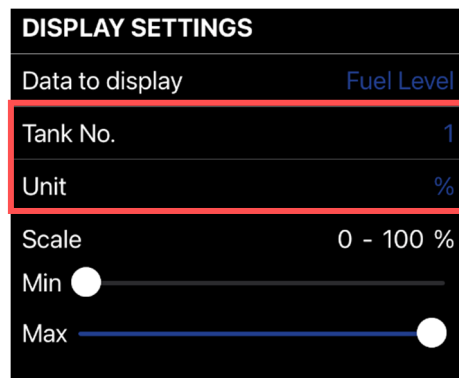 DISPLAY SETTINGS
Data to display Fuel Level
Tank No. 1
Unit %
Scale 0 - 100 %
Min
Max